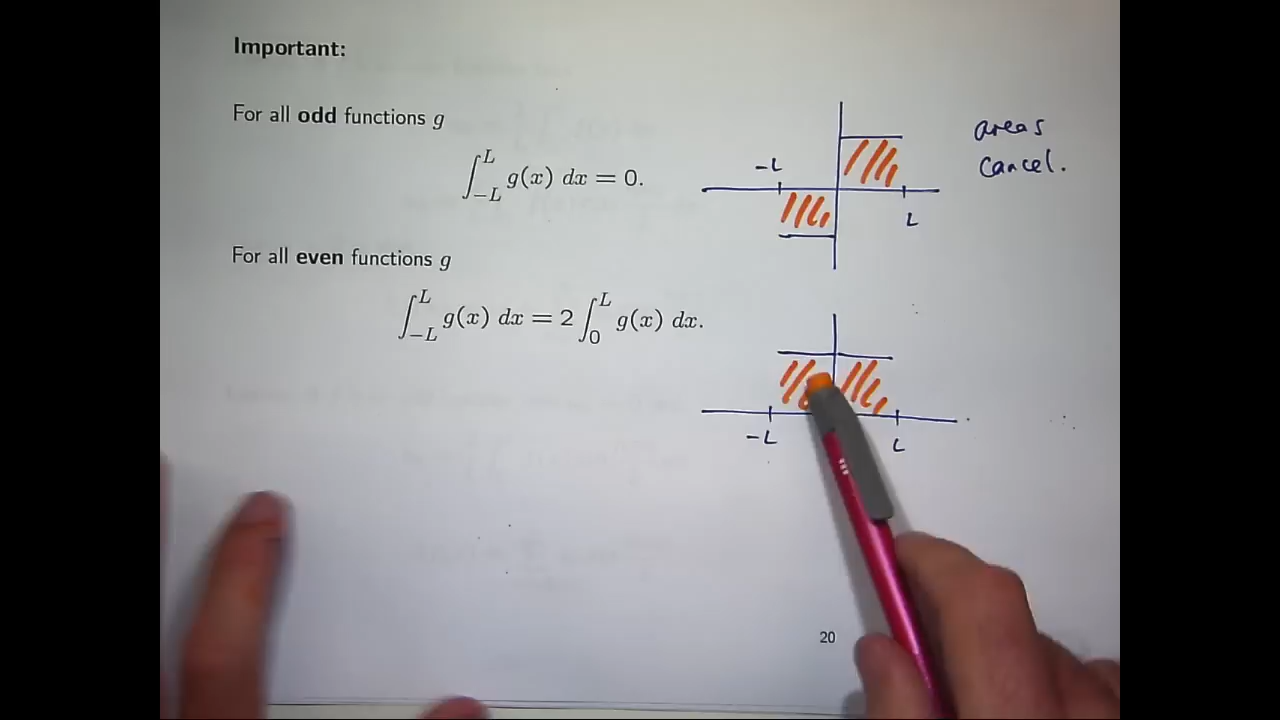 Important:
For all odd functions g
∫_{-L}^{L} g(x) dx = 0.
-L
L
areas
cancel.
For all even functions g
∫_{-L}^{L} g(x) dx = 2 ∫_{0}^{L} g(x) dx.
-L
L
20